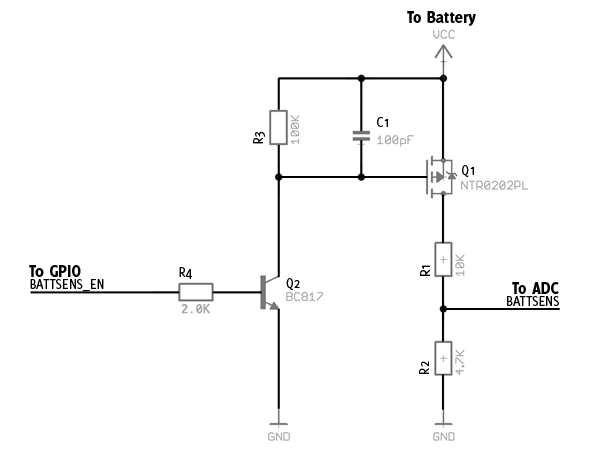 To Battery
VCC
R3
100K
C1
100pF
Q1
NTR0202PL
To GPIO
BATTSENS_EN
R4
2.0K
Q2
BC817
R1
10K
To ADC
BATTSENS
R2
4.7K
GND
GND